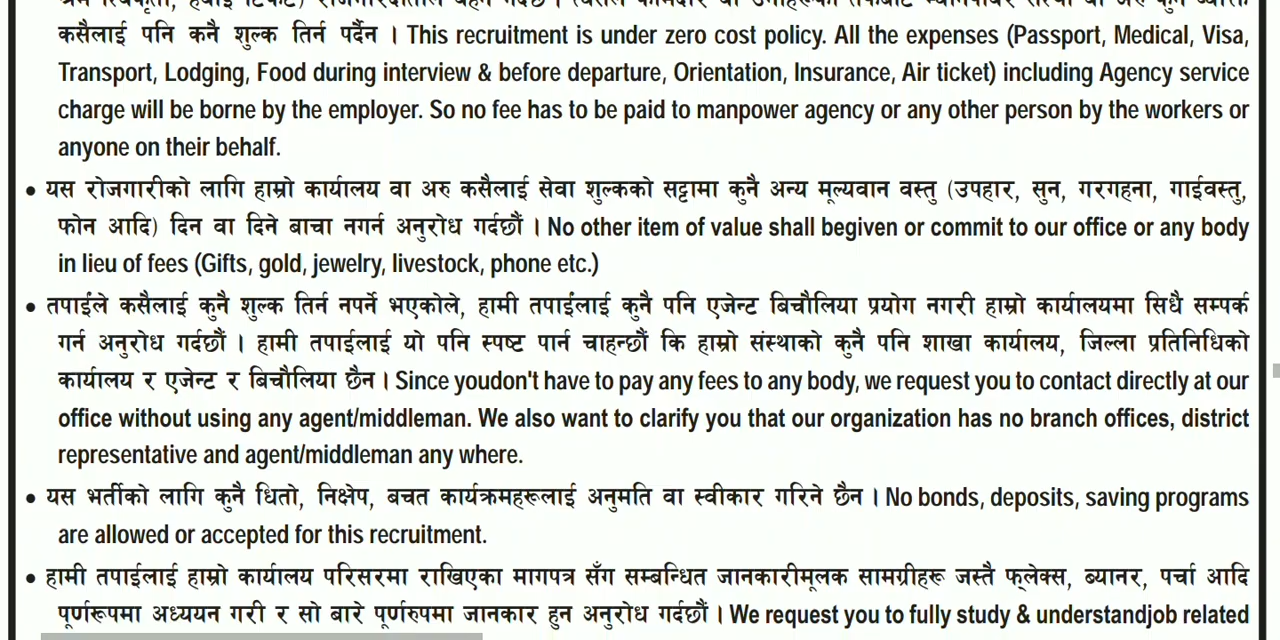 कसैलाई पनि कनै शुल्क तिर्न पर्दैन । This recruitment is under zero cost policy. All the expenses (Passport, Medical, Visa,
Transport, Lodging, Food during interview & before departure, Orientation, Insurance, Air ticket) including Agency service
charge will be borne by the employer. So no fee has to be paid to manpower agency or any other person by the workers or
anyone on their behalf.
• यस रोजगारीको लागि हाम्रो कार्यालय वा अरु कसैलाई सेवा शुल्कको सट्टामा कुनै अन्य मूल्यवान वस्तु (उपहार, सुन, गरगहना, गाईवस्तु,
फोन आदि) दिन वा दिने बाचा नगर्न अनुरोध गर्दछौं । No other item of value shall begiven or commit to our office or any body
in lieu of fees (Gifts, gold, jewelry, livestock, phone etc.)
• तपाईंले कसैलाई कुनै शुल्क तिर्न नपर्ने भएकोले, हामी तपाईंलाई कुनै पनि एजेन्ट बिचौलिया प्रयोग नगरी हाम्रो कार्यालयमा सिधै सम्पर्क
गर्न अनुरोध गर्दछौं । हामी तपाईलाई यो पनि स्पष्ट पार्न चाहन्छौं कि हाम्रो संस्थाको कुनै पनि शाखा कार्यालय, जिल्ला प्रतिनिधिको
कार्यालय र एजेन्ट र बिचौलिया छैन । Since youdon't have to pay any fees to any body, we request you to contact directly at our
office without using any agent/middleman. We also want to clarify you that our organization has no branch offices, district
representative and agent/middleman any where.
• यस भर्तीको लागि कुनै धितो, निक्षेप, बचत कार्यक्रमहरूलाई अनुमति वा स्वीकार गरिने छैन । No bonds, deposits, saving programs
are allowed or accepted for this recruitment.
• हामी तपाईलाई हाम्रो कार्यालय परिसरमा राखिएका मागपत्र सँग सम्बन्धित जानकारीमूलक सामग्रीहरू जस्तै फ्लेक्स, ब्यानर, पर्चा आदि
पूर्णरूपमा अध्ययन गरी र सो बारे पूर्णरुपमा जानकार हुन अनुरोध गर्दछौं । We request you to fully study & understandjob related